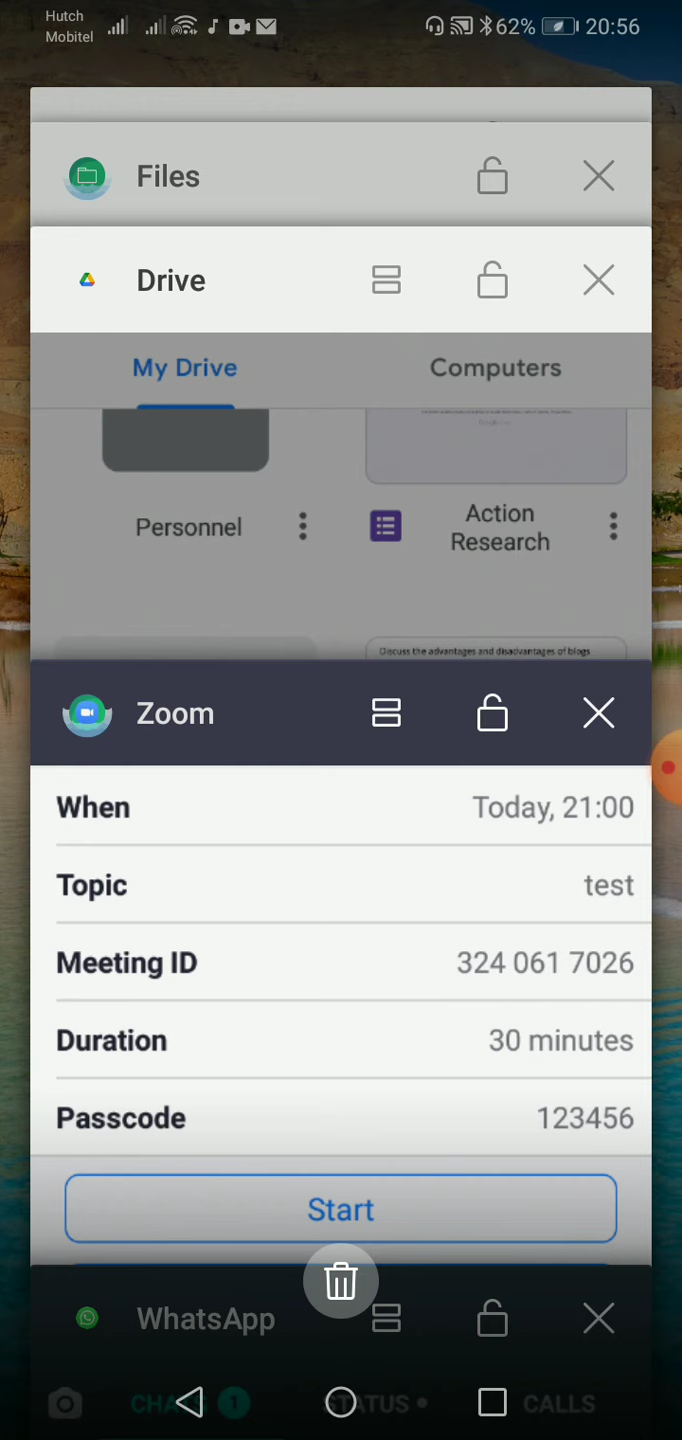 Hutch
Mobitel
62% 20:56
Files
Drive
My Drive Computers
Personnel
Action
Research
Discuss the advantages and disadvantages of blogs
Zoom
When Today, 21:00
Topic test
Meeting ID 324 061 7026
Duration 30 minutes
Passcode 123456
Start
WhatsApp
CHATS 1 STATUS CALLS